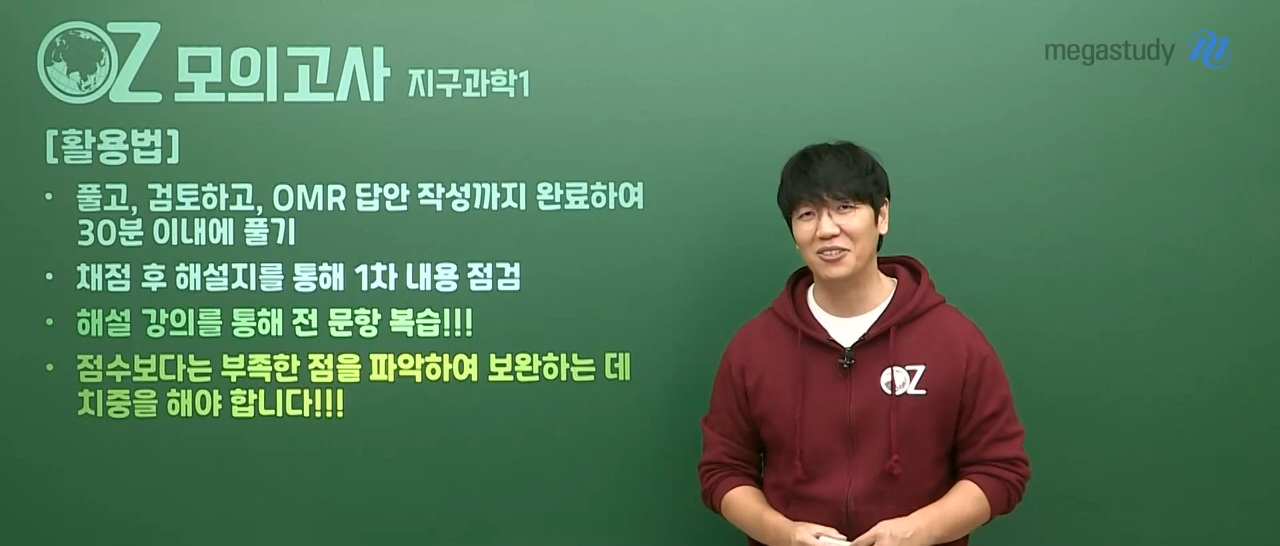 OZ 모의고사 지구과학1
megastudy
[활용법]
• 풀고, 검토하고, OMR 답안 작성까지 완료하여
30분 이내에 풀기
• 채점 후 해설지를 통해 1차 내용 점검
• 해설 강의를 통해 전 문항 복습!!!
• 점수보다는 부족한 점을 파악하여 보완하는 데
치중을 해야 합니다!!!
OZ